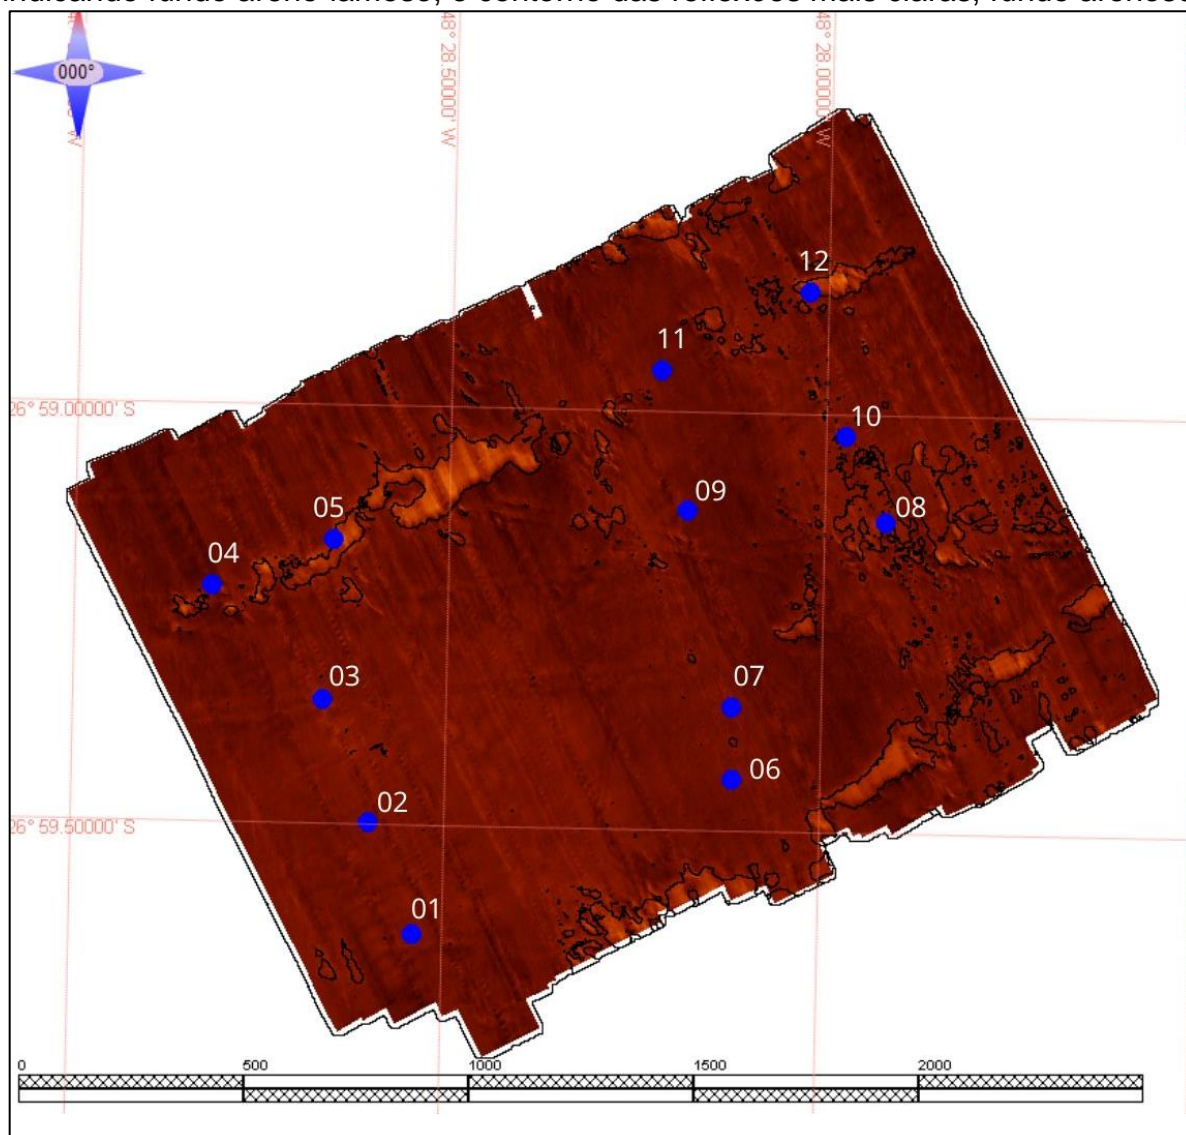 indicando fundo areno-lamoso, contorno das reflexões mais claras, fundo arenoso
000°
W
48° 28.50000' W
48° 28.00000' W
12
11
26° 59.00000' S
10
09
08
05
04
03
07
06
02
26° 59.50000' S
01
0 500 1000 1500 2000